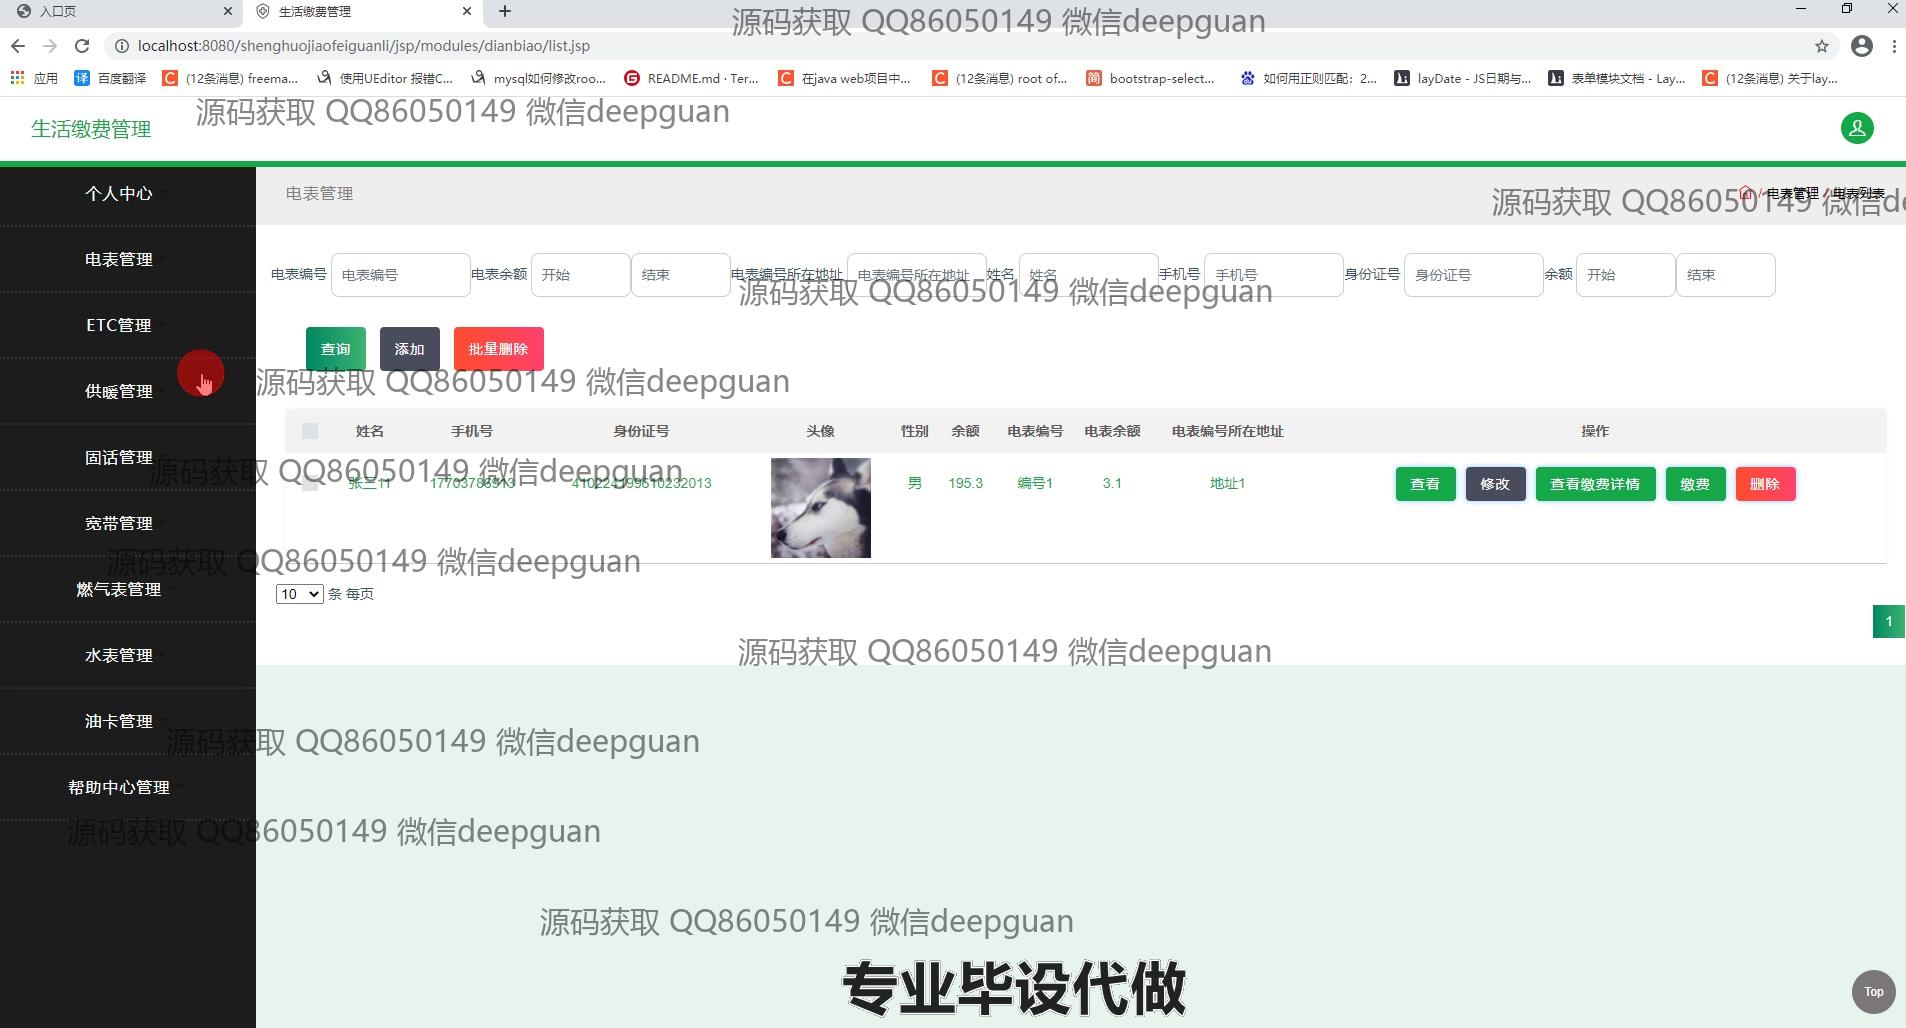 入口页
生活缴费管理
源码获取 QQ86050149 微信deepguan
localhost:8080/shenghuojiaofeiguanli/jsp/modules/dianbiao/list.jsp
应用 百度翻译 (12条消息) freema... 使用UEditor 报错C... mysql如何修改roo... README.md · Ter... 在java web项目中... (12条消息) root of... bootstrap-select... 如何用正则匹配：2... layDate - JS日期与... 表单模块文档 - Lay... (12条消息) 关于lay...
源码获取 QQ86050149 微信deepguan
生活缴费管理
个人中心
电表管理
ETC管理
供暖管理
固话管理
宽带管理
燃气表管理
水表管理
油卡管理
帮助中心管理
电表管理
/ 电表管理 / 电表列表
源码获取 QQ86050149 微信de
电表编号 电表编号 电表余额 开始 结束 电表编号所在地址 电表编号所在地址 姓名 姓名 手机号 手机号 身份证号 身份证号 余额 开始 结束
源码获取 QQ86050149 微信deepguan
查询 添加 批量删除
源码获取 QQ86050149 微信deepguan
姓名 手机号 身份证号 头像 性别 余额 电表编号 电表余额 电表编号所在地址 操作
源码获取 QQ86050149 微信deepguan
张三11 男 195.3 编号1 3.1 地址1 查看 修改 查看缴费详情 缴费 删除
源码获取 QQ86050149 微信deepguan
10 条 每页
1
源码获取 QQ86050149 微信deepguan
源码获取 QQ86050149 微信deepguan
源码获取 QQ86050149 微信deepguan
源码获取 QQ86050149 微信deepguan
专业毕设代做
Top